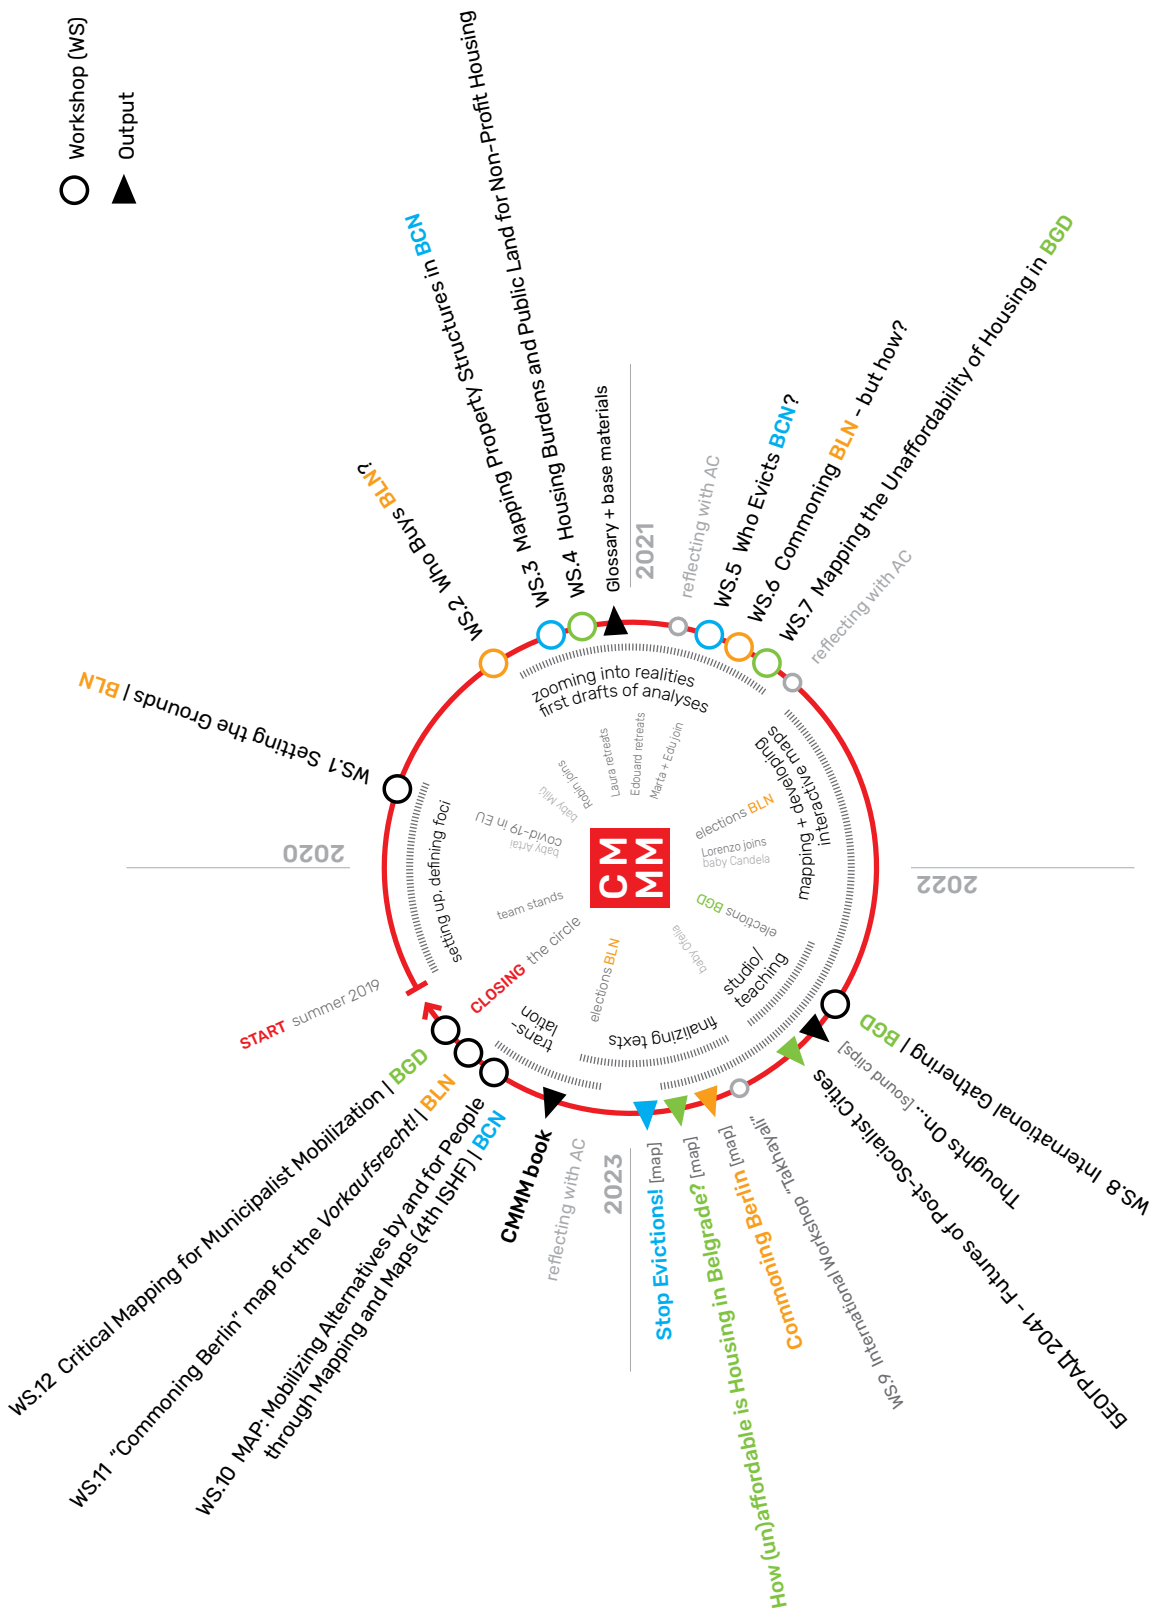 Workshop (WS)
Output
START summer 2019
2020
WS.1 Setting the Grounds | BLN
WS.2 Who Buys BLN?
WS.3 Mapping Property Structures in BCN
WS.4 Housing Burdens and Public Land for Non-Profit Housing
Glossary + base materials
2021
reflecting with AC
WS.5 Who Evicts BCN?
WS.6 Commoning BLN - but how?
WS.7 Mapping the Unaffordability of Housing in BGD
reflecting with AC
2022
WS.8 International Gathering | BGD
Thoughts On... [sound clips]
БЕОГРАД 2041 - Futures of Post-Socialist Cities
WS.9 International Workshop “Takhayali”
Commoning Berlin [map]
How (un)affordable is Housing in Belgrade? [map]
Stop Evictions! [map]
2023
reflecting with AC
CMMM book
WS.10 MAP: Mobilizing Alternatives by and for People
through Mapping and Maps (4th ISHF) | BCN
WS.11 “Commoning Berlin” map for the Vorkaufsrecht! | BLN
WS.12 Critical Mapping for Municipalist Mobilization | BGD
setting up, defining foci
zooming into realities
first drafts of analyses
mapping + developing
interactive maps
studio/
teaching
finalizing texts
trans-
lation
team stands
covid-19 in EU
baby Artai
baby Milú
Robin joins
Laura retreats
Edouard retreats
Marta + Edu join
elections BLN
Lorenzo joins
baby Candela
elections BGD
baby Ofelia
elections BLN
CLOSING the circle
CM
MM